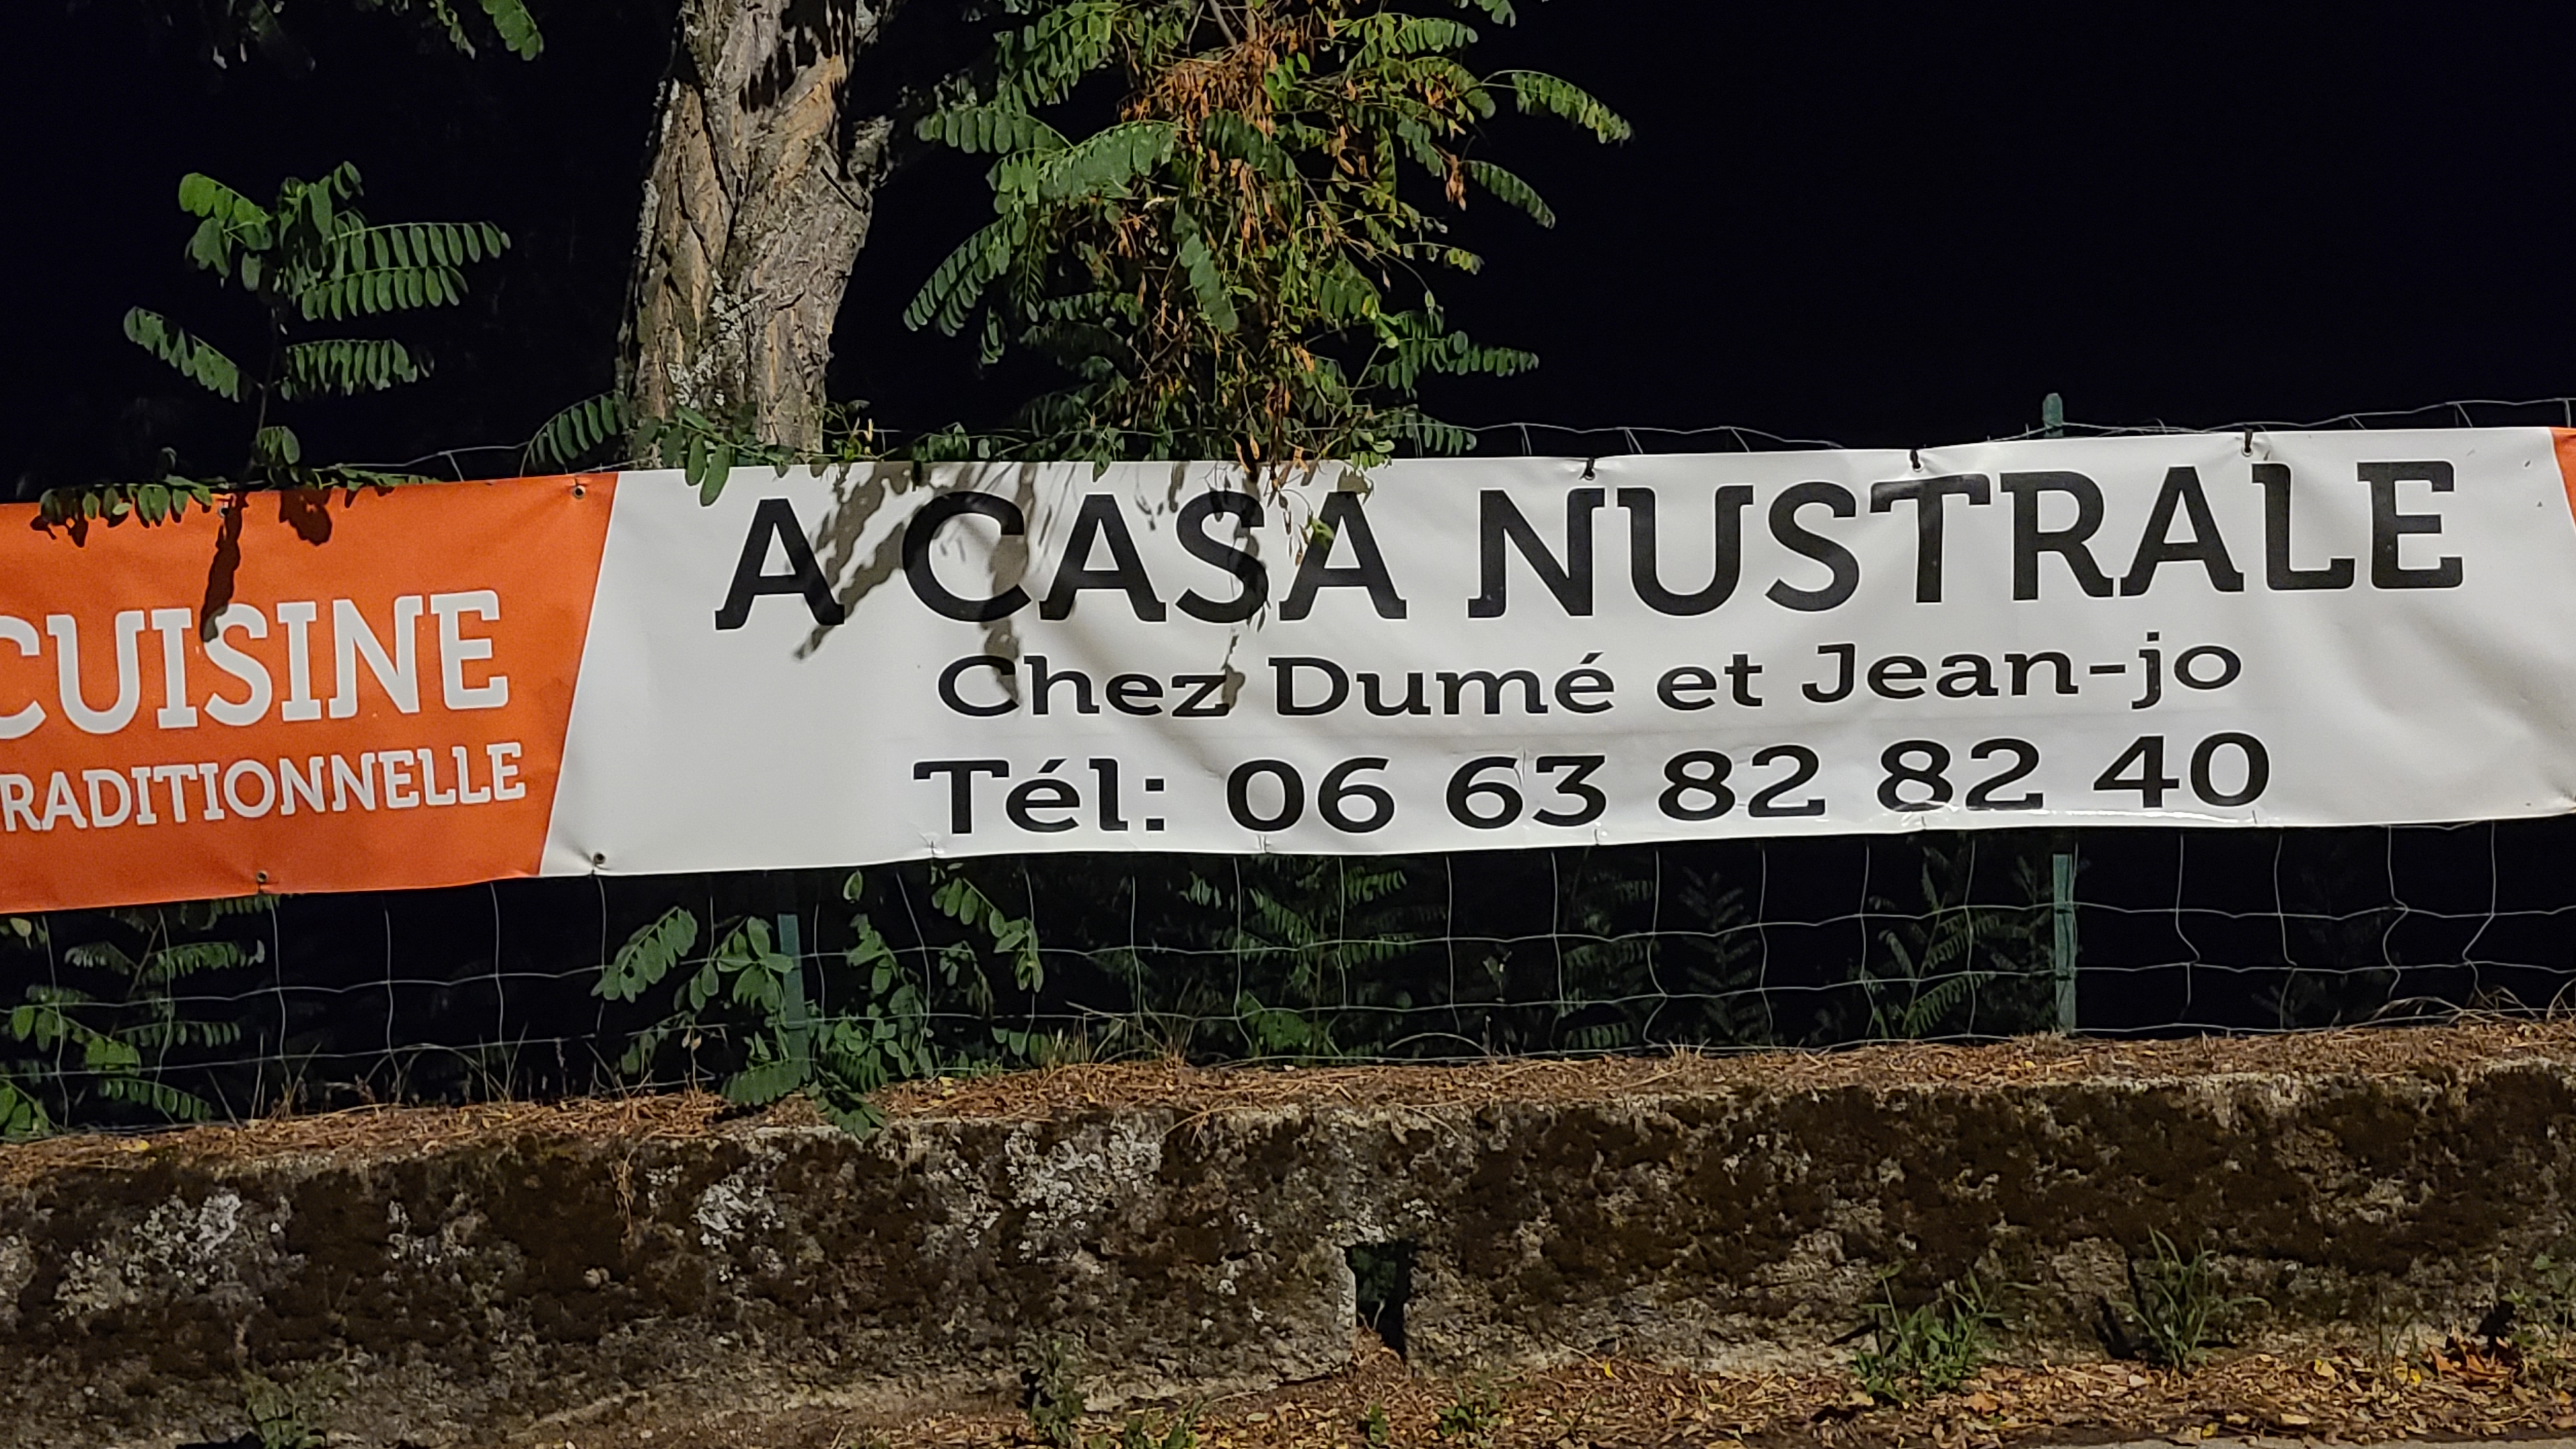 CUISINE
RADITIONNELLE
A CASA NUSTRALE
Chez Dumé et Jean-jo
Tél: 06 63 82 82 40